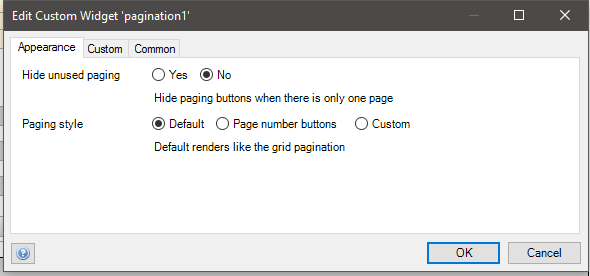 Edit Custom Widget 'pagination1'
Appearance Custom Common
Hide unused paging Yes No
Hide paging buttons when there is only one page
Paging style Default Page number buttons Custom
Default renders like the grid pagination
? OK Cancel